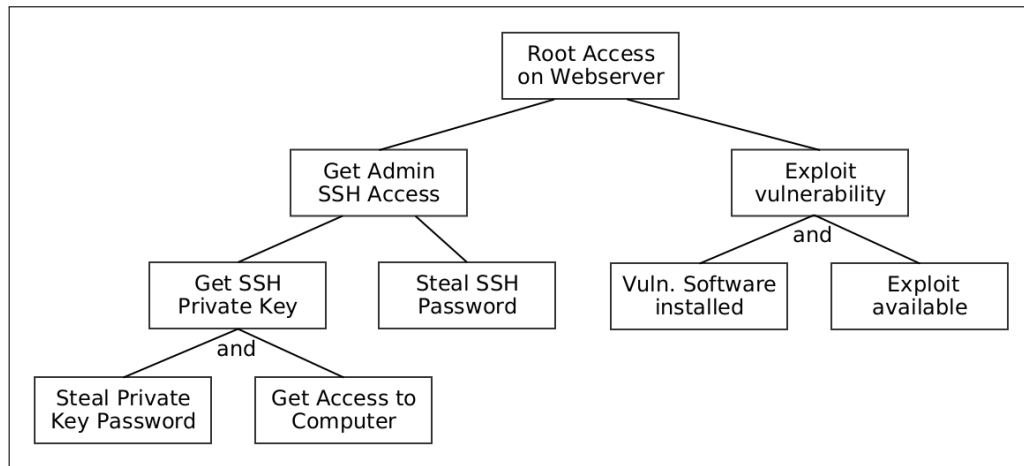 Root Access
on Webserver
Get Admin
SSH Access
Exploit
vulnerability
and
Get SSH
Private Key
Steal SSH
Password
Vuln. Software
installed
Exploit
available
and
Steal Private
Key Password
Get Access to
Computer